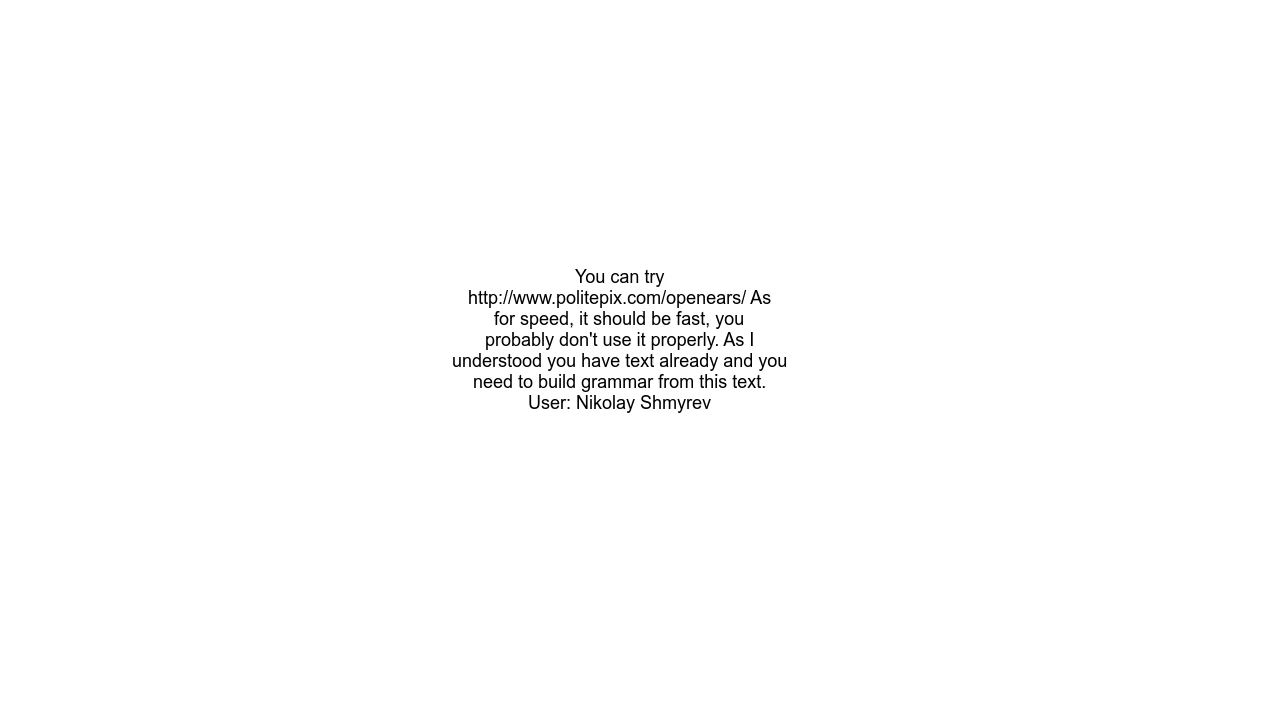 You can try
http://www.politepix.com/openears/ As
for speed, it should be fast, you
probably don't use it properly. As I
understood you have text already and you
need to build grammar from this text.
User: Nikolay Shmyrev